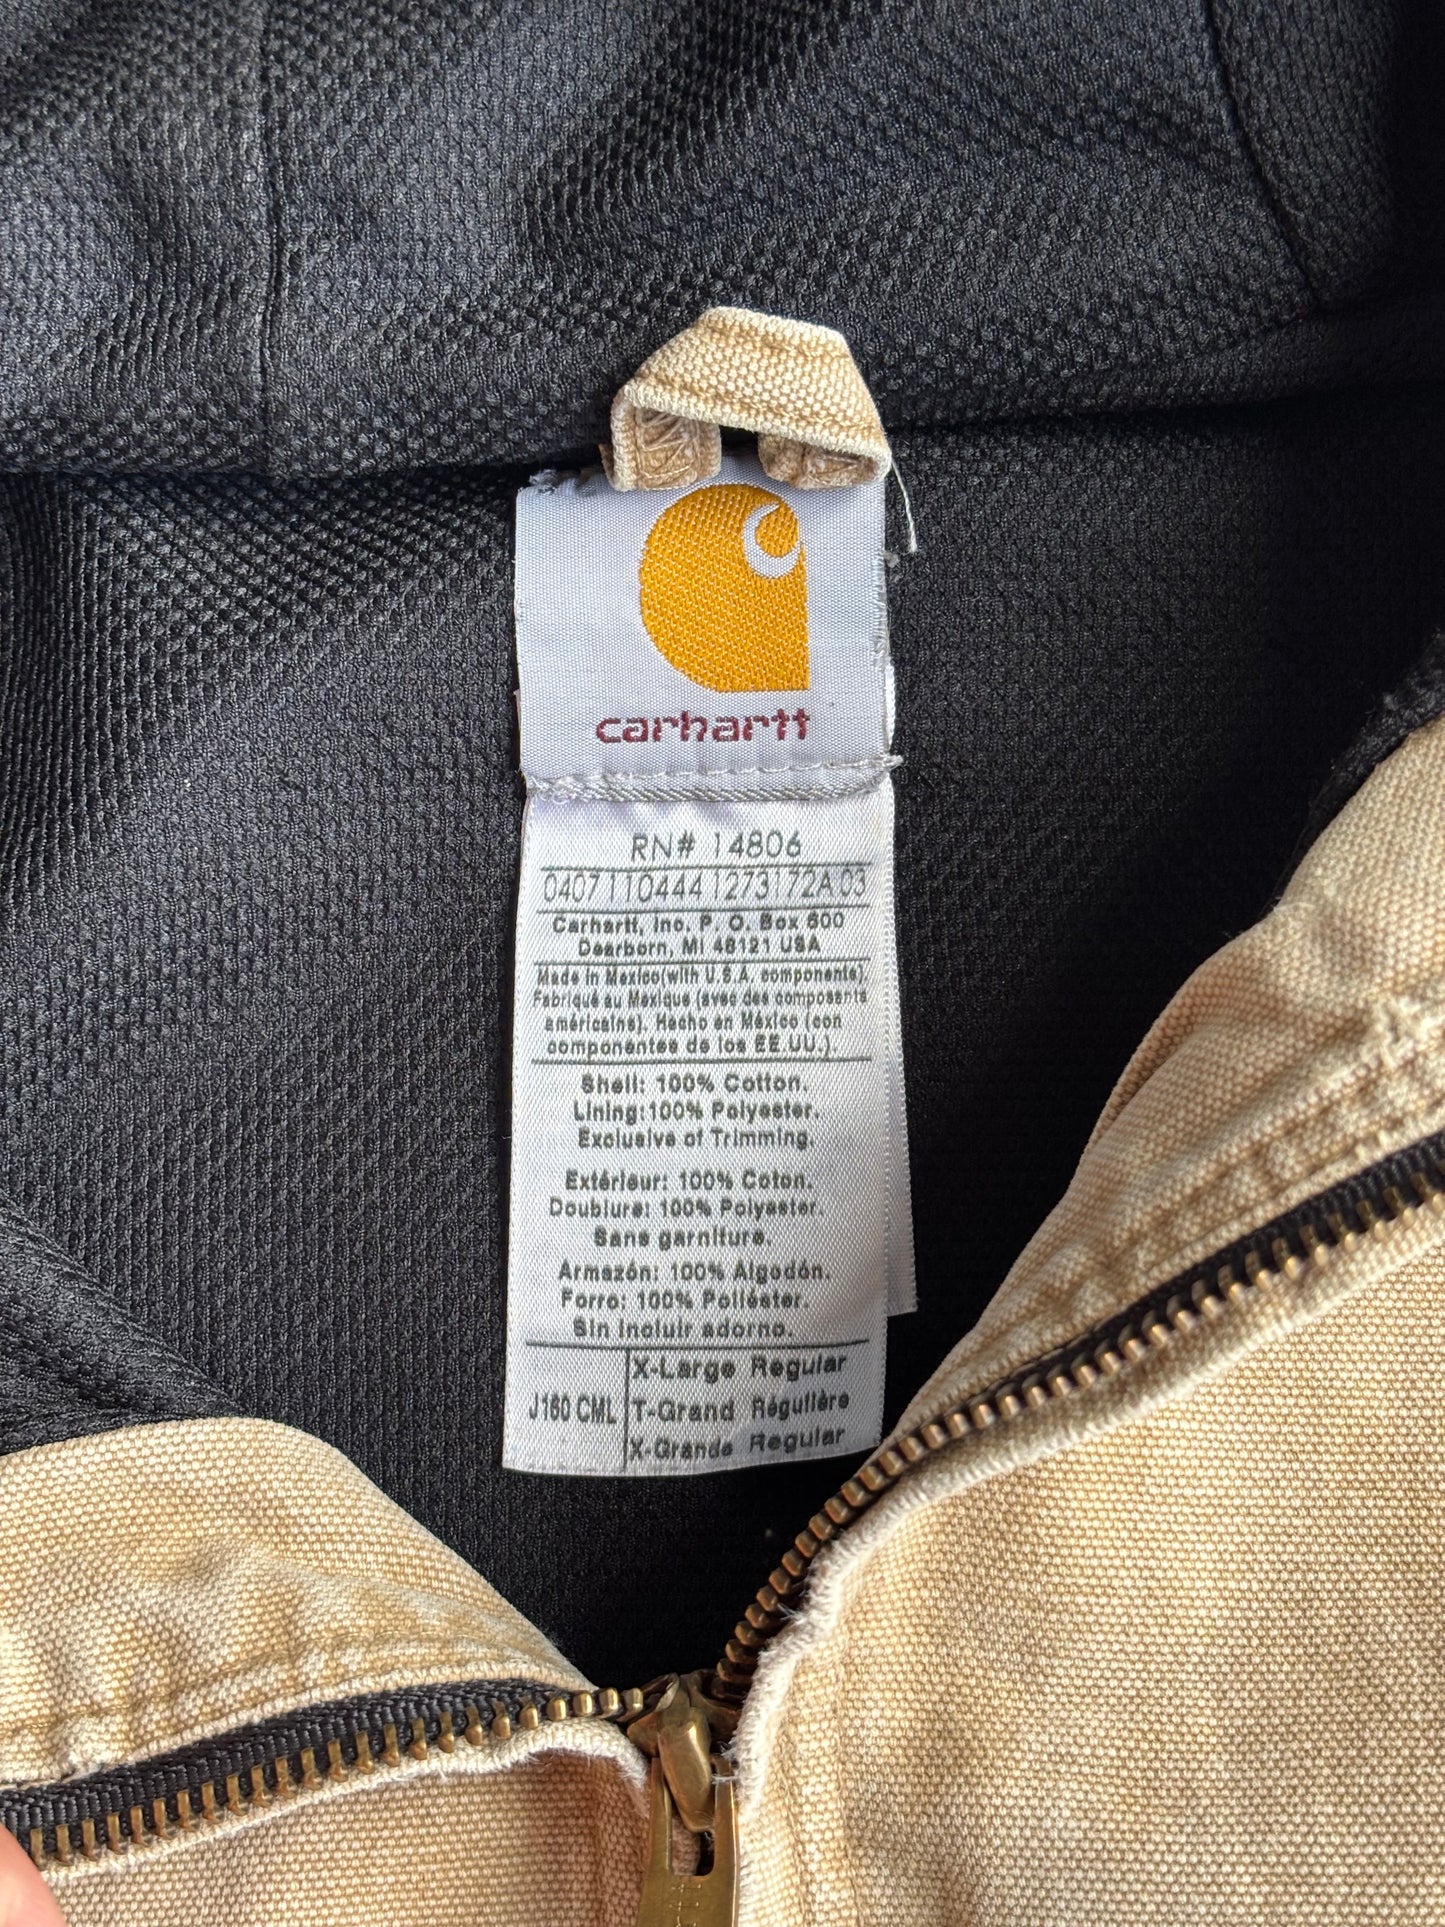 carhartt
RN# 14806
0407 110444 1273172A 03
Carhartt, Inc. P. O. Box 600
Dearborn, MI 48121 USA
Made in Mexico(with U.S.A. components).
Fabriqué au Mexique (avec des composants
américains). Hecho en México (con
componentes de los EE.UU.)
Shell: 100% Cotton.
Lining:100% Polyester.
Exclusive of Trimming.
Extérieur: 100% Coton.
Doublure: 100% Polyester.
Sans garniture.
Armazón: 100% Algodón.
Forro: 100% Poliéster.
Sin incluir adorno.
J160 CML
X-Large Regular
T-Grand Régulière
X-Grande Regular